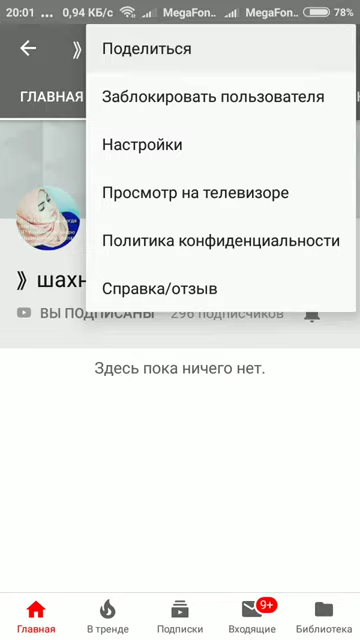 20:01 ... 0,94 КБ/с MegaFon.. MegaFon.. 78%
⟫
Поделиться
ГЛАВНАЯ
Заблокировать пользователя
Настройки
Просмотр на телевизоре
Политика конфиденциальности
Справка/отзыв
⟫ шахн
ВЫ ПОДПИСАНЫ 296 подписчиков
Здесь пока ничего нет.
9+
Главная В тренде Подписки Входящие Библиотека